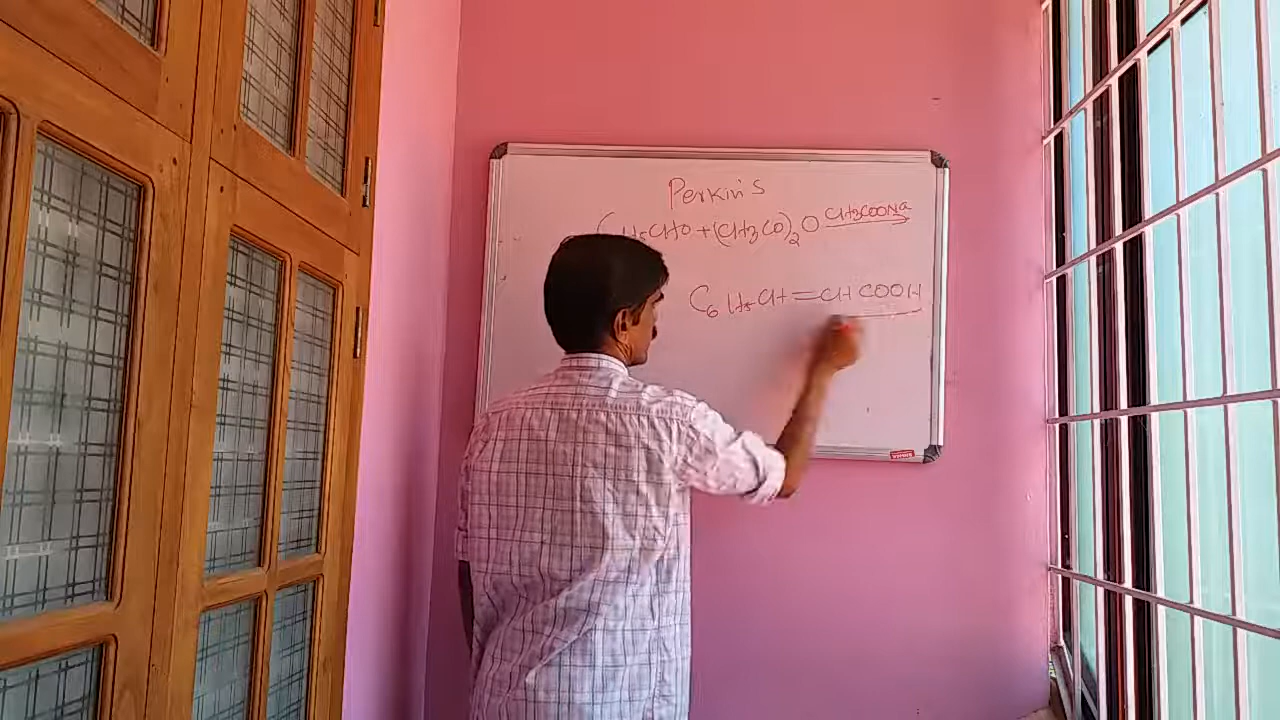 Perkin's
C₆H₅CHO + (CH₃CO)₂O CH₃COONa
C₆H₅CH=CHCOOH